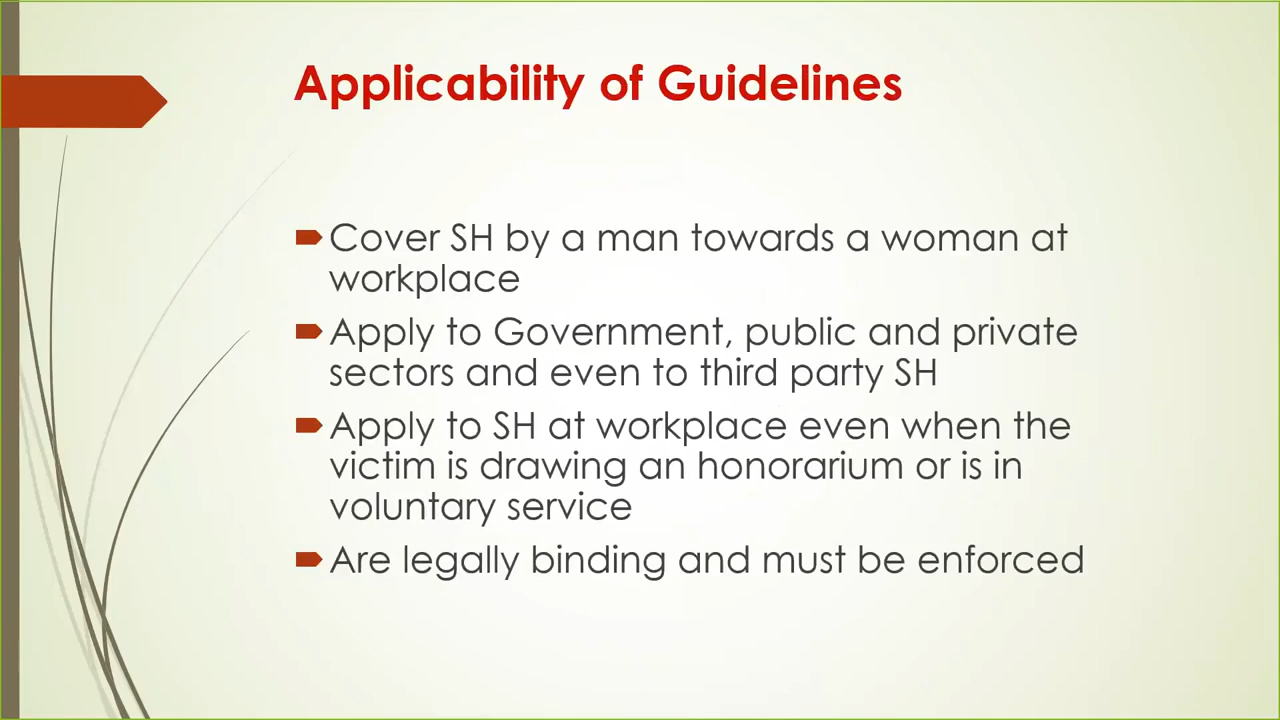 Applicability of Guidelines
Cover SH by a man towards a woman at
workplace
Apply to Government, public and private
sectors and even to third party SH
Apply to SH at workplace even when the
victim is drawing an honorarium or is in
voluntary service
Are legally binding and must be enforced